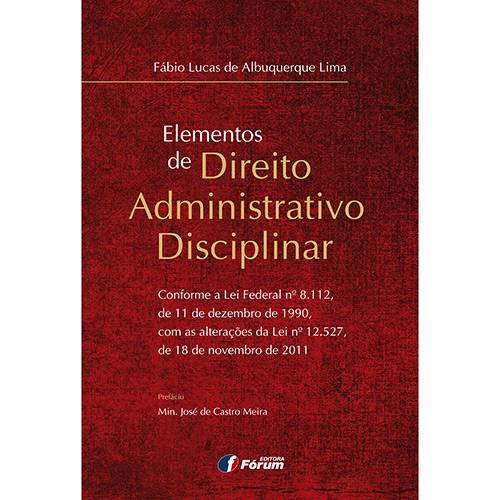 Fábio Lucas de Albuquerque Lima
Elementos
de Direito
Administrativo
Disciplinar
Conforme a Lei Federal nº 8.112,
de 11 de dezembro de 1990,
com as alterações da Lei nº 12.527,
de 18 de novembro de 2011
Prefácio
Min. José de Castro Meira
f EDITORA
Fórum